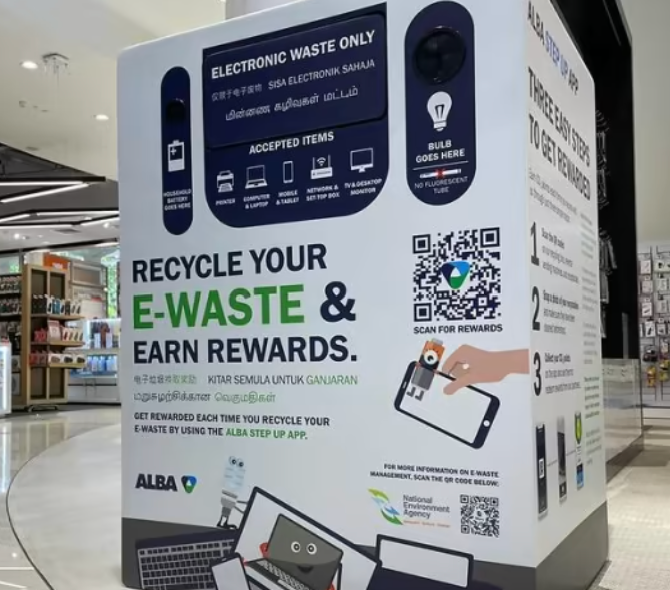 ELECTRONIC WASTE ONLY
仅限于电子废物 SISA ELEKTRONIK SAHAJA
மின்னணு கழிவுகள் மட்டும்
ACCEPTED ITEMS
PRINTER
COMPUTER
& LAPTOP
MOBILE
& TABLET
NETWORK &
SET-TOP BOX
TV & DESKTOP
MONITOR
HOUSEHOLD
BATTERY
GOES HERE
BULB
GOES HERE
NO FLUORESCENT
TUBE
RECYCLE YOUR
E-WASTE &
EARN REWARDS.
电子垃圾换取奖励 KITAR SEMULA UNTUK GANJARAN
மறுசுழற்சிக்கான வெகுமதிகள்
GET REWARDED EACH TIME YOU RECYCLE YOUR
E-WASTE BY USING THE ALBA STEP UP APP.
SCAN FOR REWARDS
ALBA
FOR MORE INFORMATION ON E-WASTE
MANAGEMENT, SCAN THE QR CODE BELOW:
National
Environment
Agency
ALBA STEP UP APP
THREE EASY STEPS
TO GET REWARDED
1
2
3